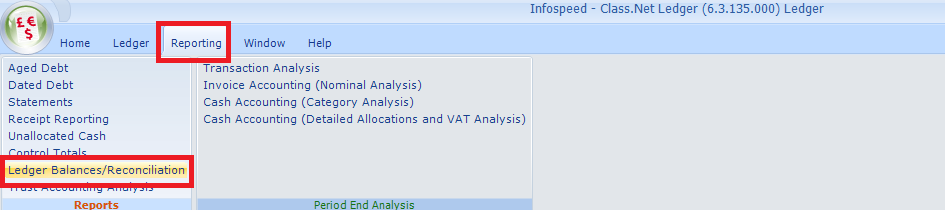 Infospeed - Class.Net Ledger (6.3.135.000) Ledger
£ €
$
Home Ledger Reporting Window Help
Aged Debt
Dated Debt
Statements
Receipt Reporting
Unallocated Cash
Control Totals
Ledger Balances/Reconciliation
Trust Accounting Analysis
Reports
Transaction Analysis
Invoice Accounting (Nominal Analysis)
Cash Accounting (Category Analysis)
Cash Accounting (Detailed Allocations and VAT Analysis)
Period End Analysis